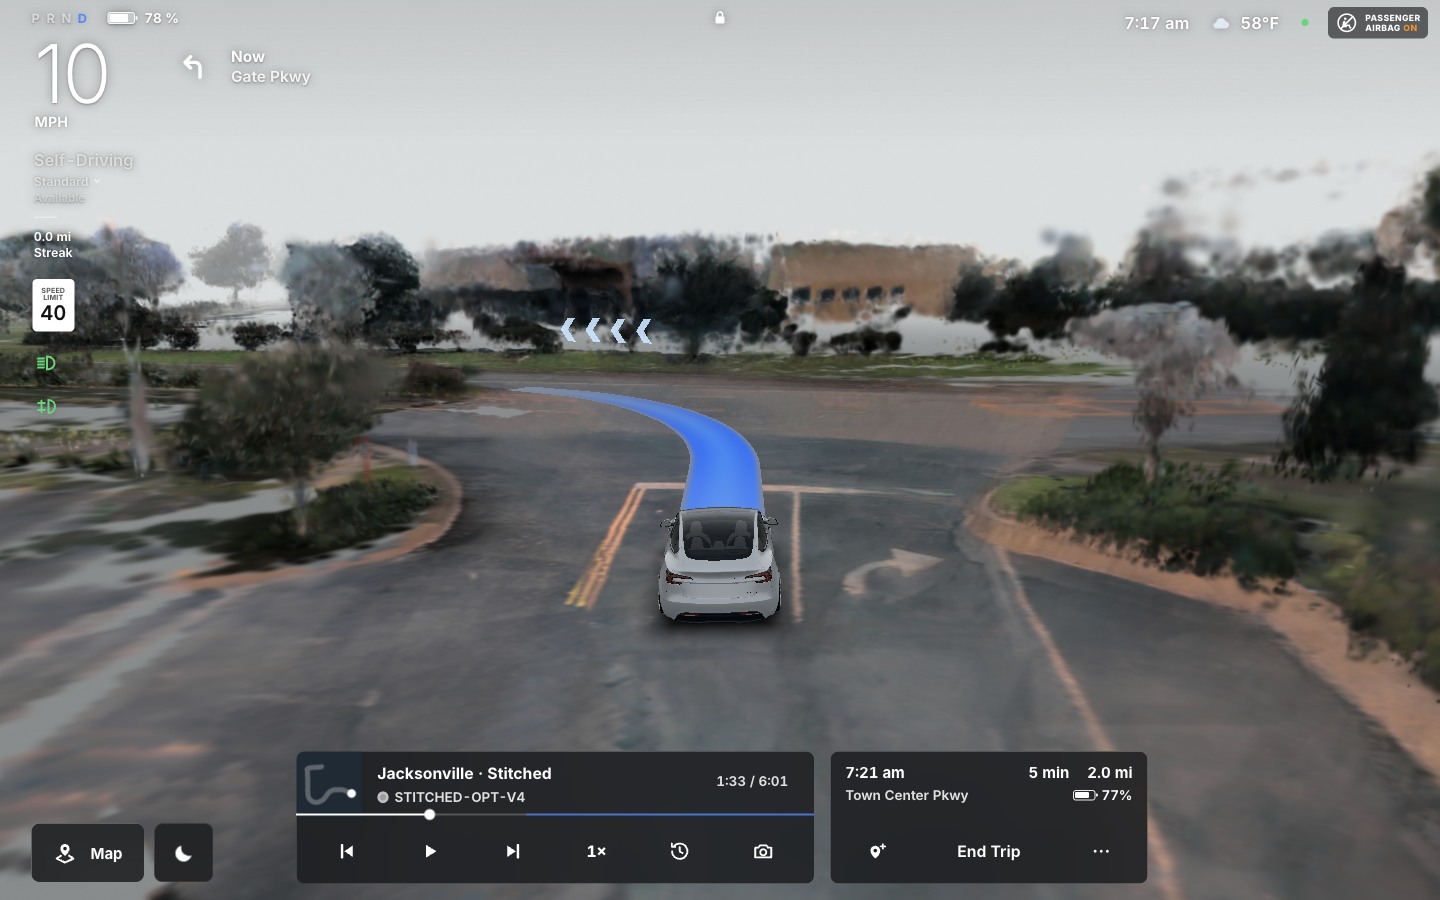 P R N D
78 %
7:17 am
58°F
PASSENGER
AIRBAG ON
10
MPH
Now
Gate Pkwy
Self-Driving
Standard
Available
0.0 mi
Streak
SPEED
LIMIT
40
Jacksonville · Stitched
STITCHED-OPT-V4
1:33 / 6:01
1×
7:21 am
5 min
2.0 mi
Town Center Pkwy
77%
End Trip
Map